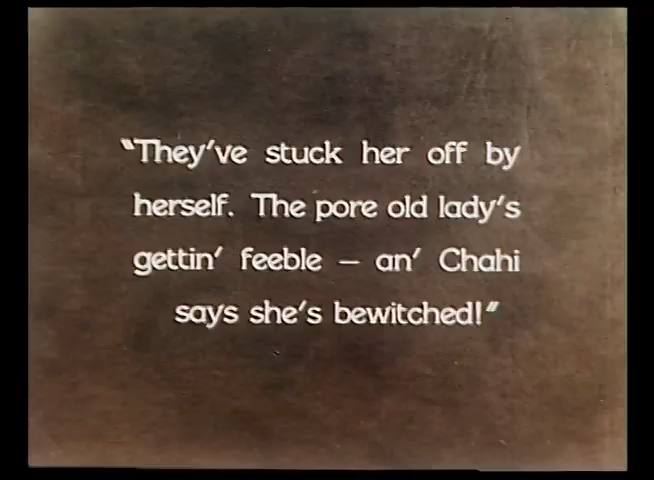 “They’ve stuck her off by
herself. The pore old lady’s
gettin’ feeble — an’ Chahi
says she’s bewitched!”